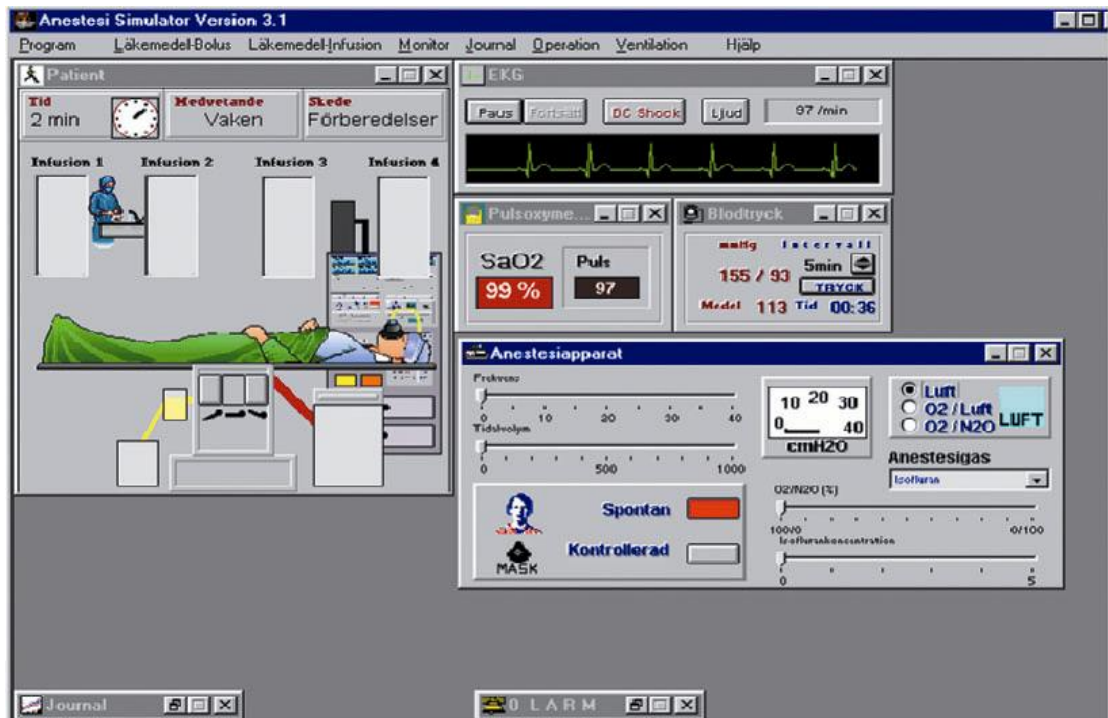 Anestesi Simulator Version 3.1
Program Läkemedel-Bolus Läkemedel-Infusion Monitor Journal Operation Ventilation Hjälp
Patient
Tid Medvetande Skede
2 min Vaken Förberedelser
Infusion 1 Infusion 2 Infusion 3 Infusion 4
EKG
Paus Fortsätt DC Shock Ljud 97 /min
Pulsoxyme...
SaO2 Puls
99 % 97
Blodtryck
mmHg Intervall
155 / 93 5min
TRYCK
Medel 113 Tid 00:36
Anestesiapparat
Frekvens
0 10 20 30 40
Tidalvolym
0 500 1000
10 20 30
0 40
cmH2O
Luft
O2 / Luft
O2 / N2O
LUFT
Anestesigas
Isofluran
Spontan
Kontrollerad
MASK
O2/N2O (%)
100/0 0/100
Isoflurankoncentration
0 5
Journal
0 L A R M